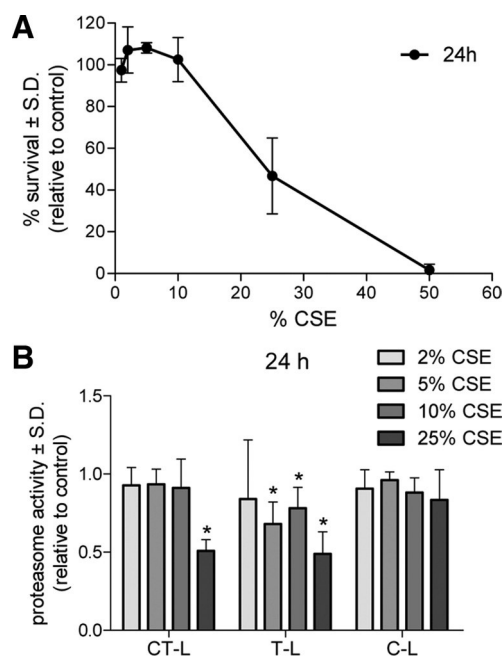 A
120
100
80
60
40
20
0
% survival ± S.D.
(relative to control)
24h
0 10 20 30 40 50 60
% CSE
B
24 h
2% CSE
5% CSE
10% CSE
25% CSE
1.5
1.0
0.5
0.0
proteasome activity ± S.D.
(relative to control)
*
* * *
CT-L T-L C-L